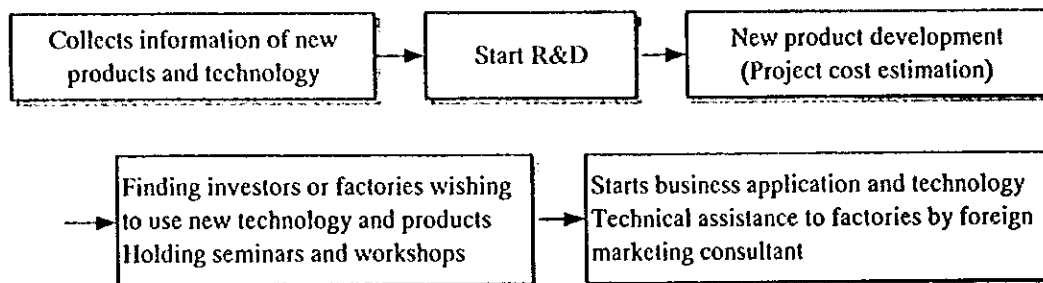 Collects information of new
products and technology
Start R&D
New product development
(Project cost estimation)
Finding investors or factories wishing
to use new technology and products
Holding seminars and workshops
Starts business application and technology
Technical assistance to factories by foreign
marketing consultant